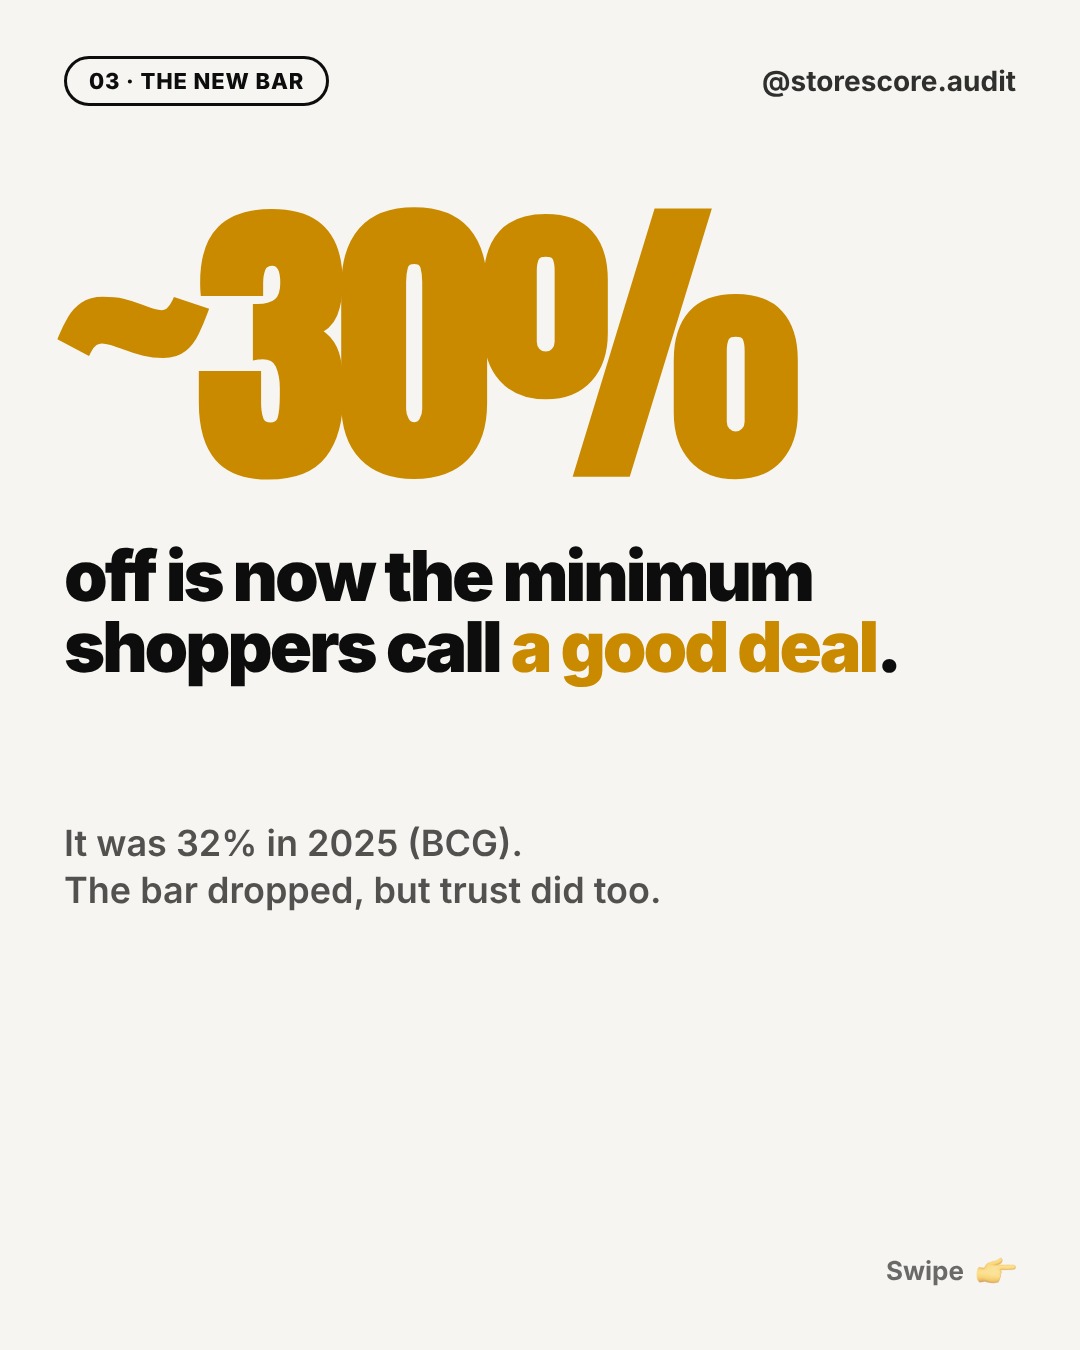 03 · THE NEW BAR
@storescore.audit
~30%
off is now the minimum
shoppers call a good deal.
It was 32% in 2025 (BCG).
The bar dropped, but trust did too.
Swipe 👉